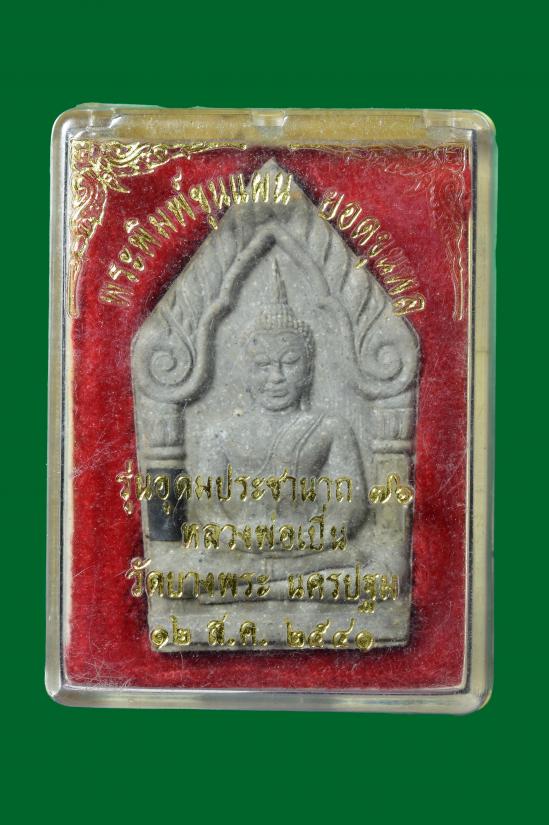 พระพิมพ์ขุนแผน ยอดขุนพล
รุ่นอุดมประชานาถ ๗๖
หลวงพ่อเปิ่น
วัดบางพระ นครปฐม
๑๒ ส.ค. ๒๕๔๑